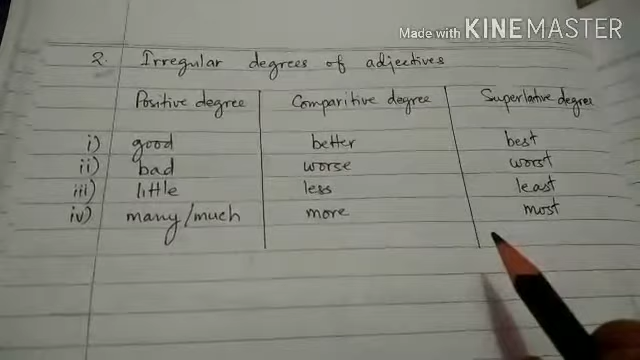 Made with KINEMASTER
2. Irregular degrees of adjectives
Positive degree Comparitive degree Superlative degree
i) good better best
ii) bad worse worst
iii) little less least
iv) many/much more most